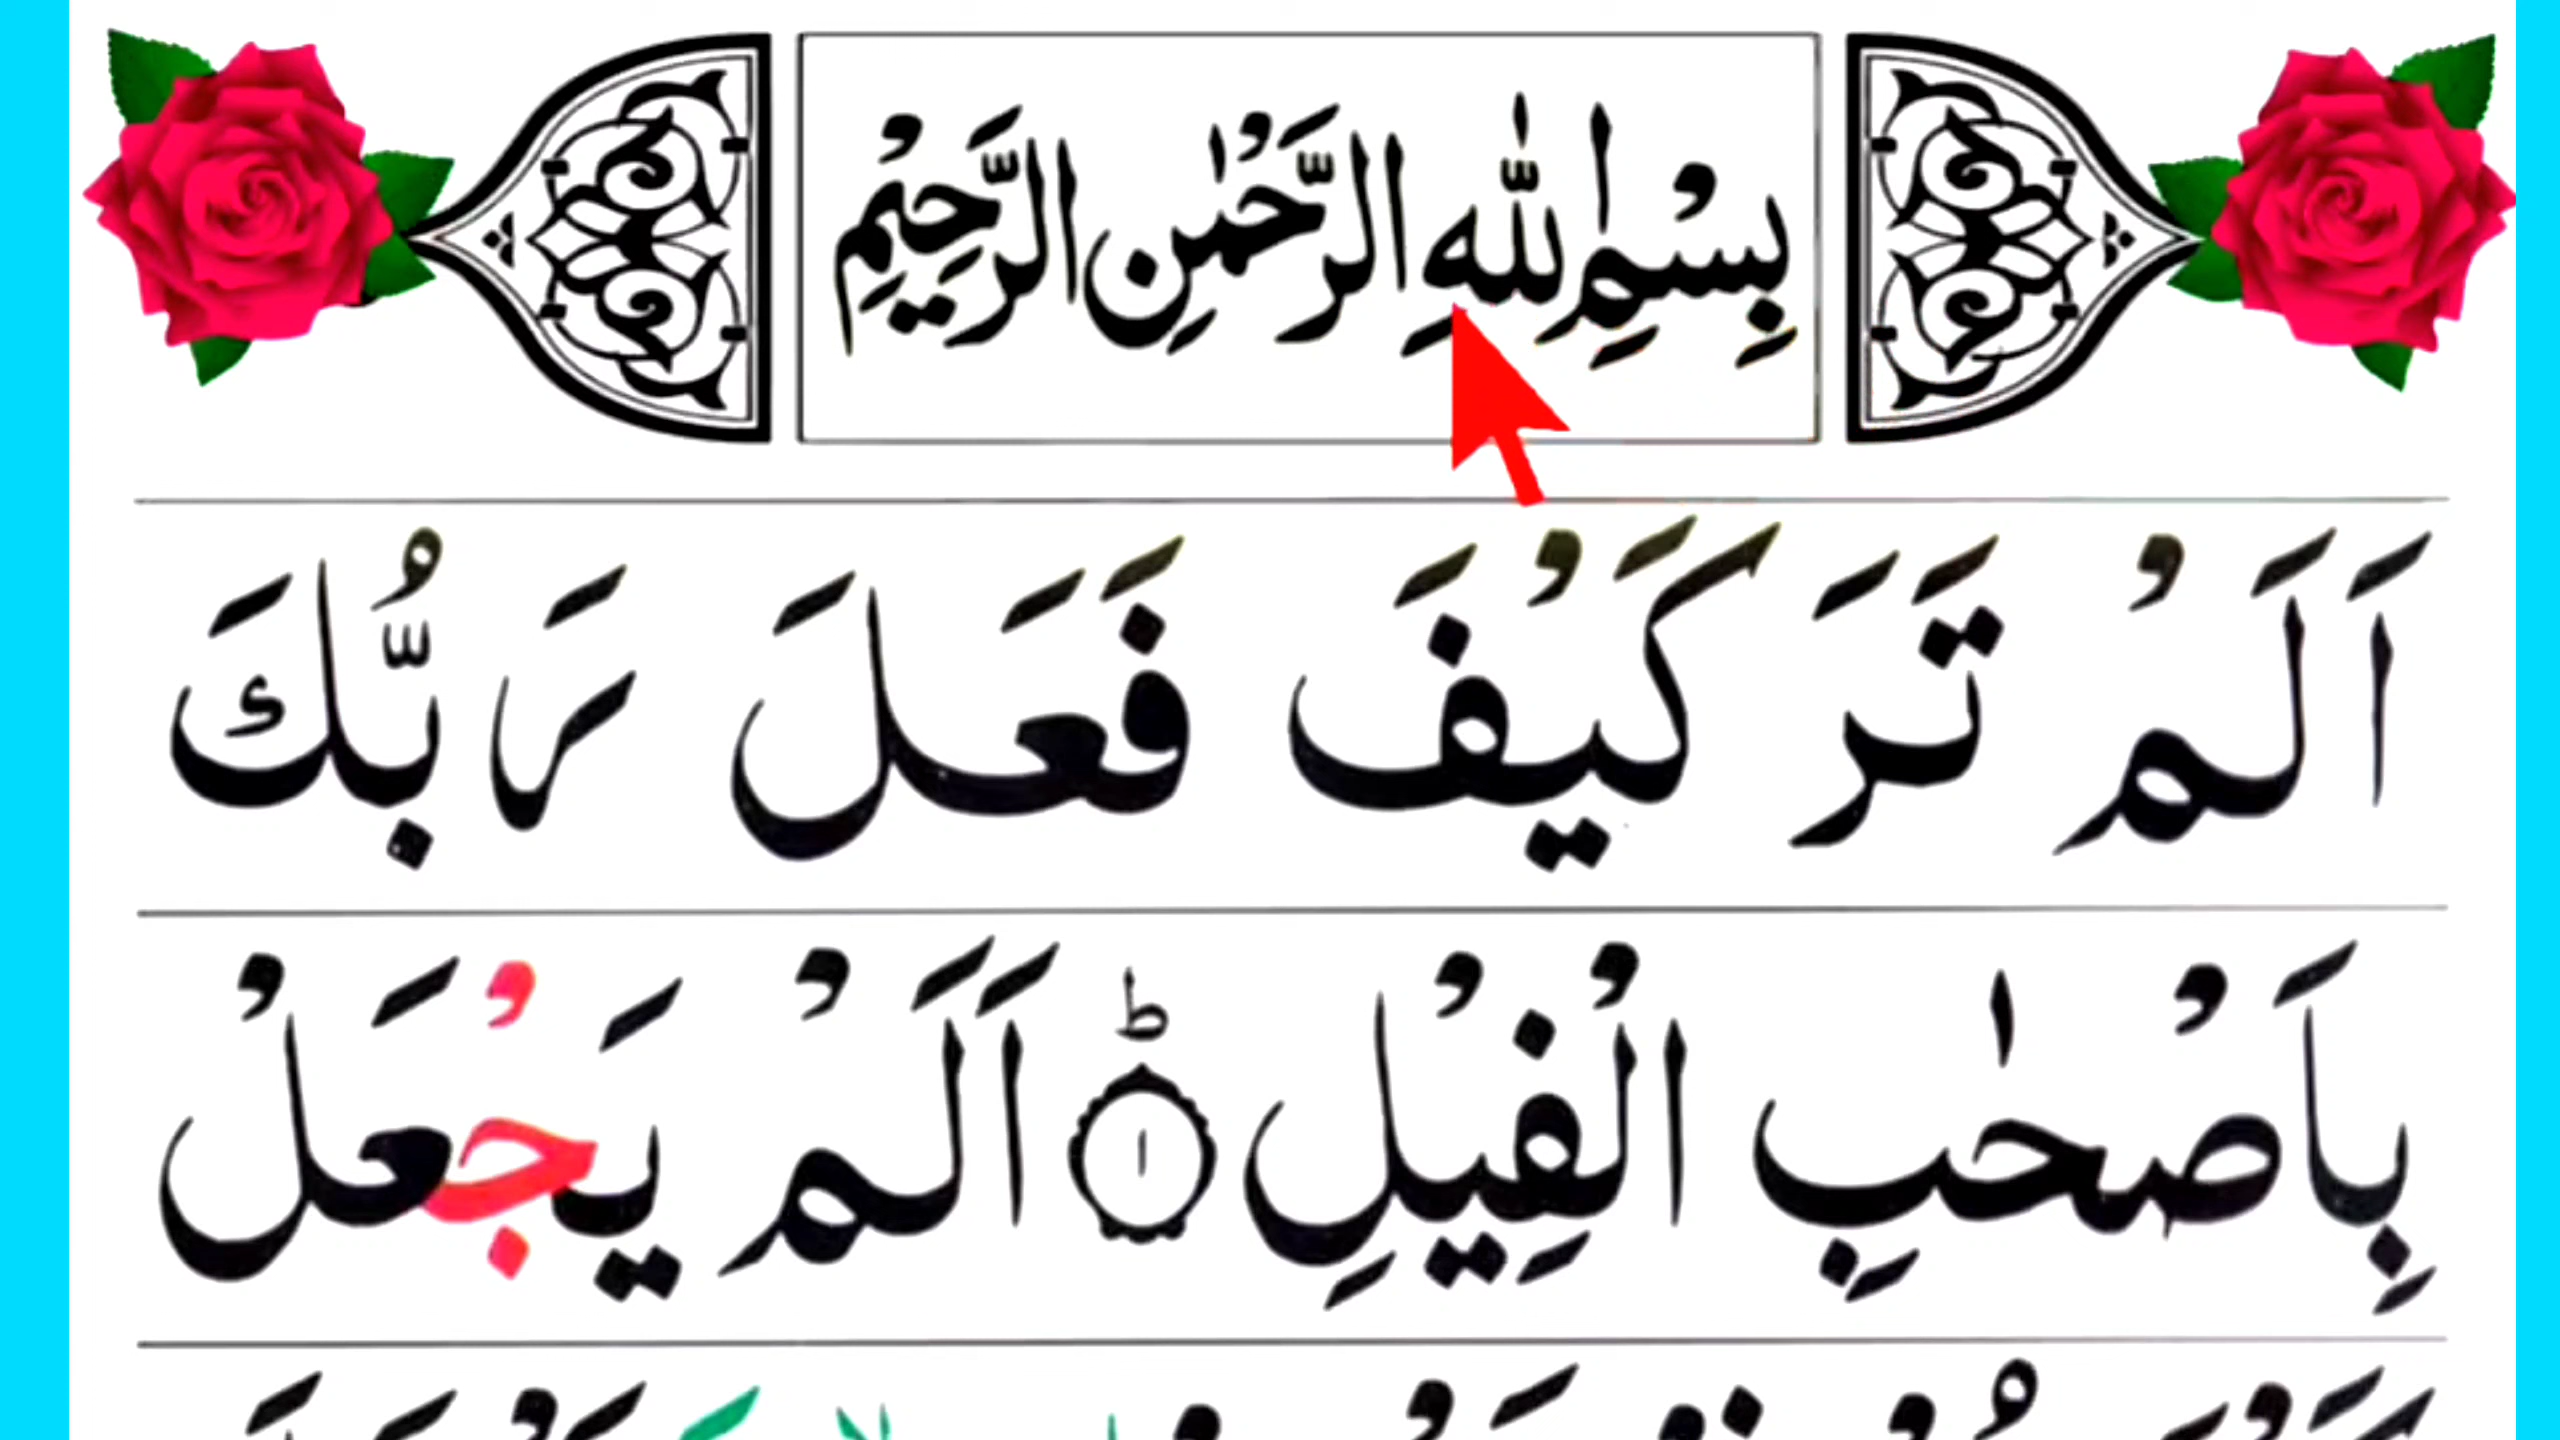 بِسْمِ اللّٰهِ الرَّحْمٰنِ الرَّحِيْمِ
اَلَمْ تَرَ كَيْفَ فَعَلَ رَبُّكَ
بِاَصْحٰبِ الْفِيْلِ ؕ ١ اَلَمْ يَجْعَلْ